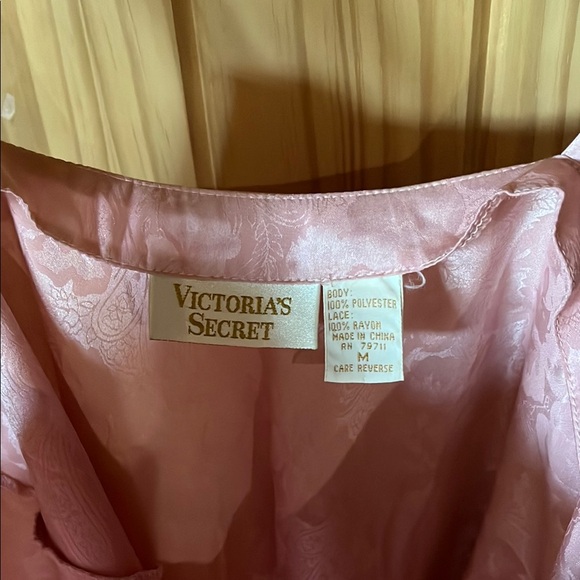 VICTORIA'S
SECRET
BODY:
100% POLYESTER
LACE:
100% RAYON
MADE IN CHINA
RN 79711
M
CARE REVERSE